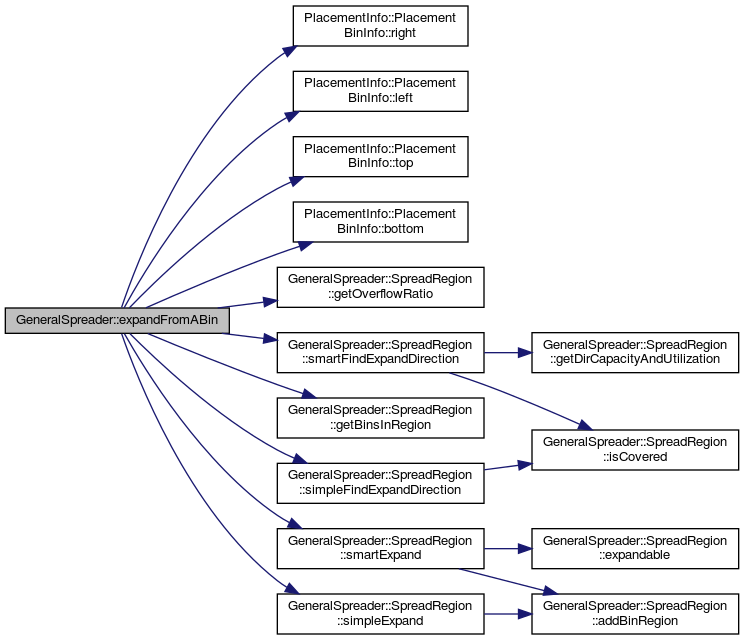 PlacementInfo::Placement
BinInfo::right
PlacementInfo::Placement
BinInfo::left
PlacementInfo::Placement
BinInfo::top
PlacementInfo::Placement
BinInfo::bottom
GeneralSpreader::SpreadRegion
::getOverflowRatio
GeneralSpreader::expandFromABin
GeneralSpreader::SpreadRegion
::smartFindExpandDirection
GeneralSpreader::SpreadRegion
::getDirCapacityAndUtilization
GeneralSpreader::SpreadRegion
::getBinsInRegion
GeneralSpreader::SpreadRegion
::isCovered
GeneralSpreader::SpreadRegion
::simpleFindExpandDirection
GeneralSpreader::SpreadRegion
::smartExpand
GeneralSpreader::SpreadRegion
::expandable
GeneralSpreader::SpreadRegion
::simpleExpand
GeneralSpreader::SpreadRegion
::addBinRegion